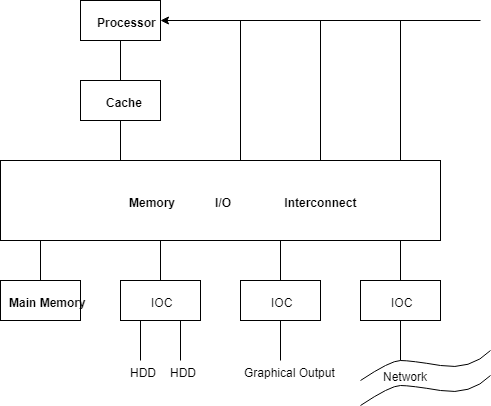 Processor
Cache
Memory I/O Interconnect
Main Memory IOC IOC IOC
HDD HDD Graphical Output Network